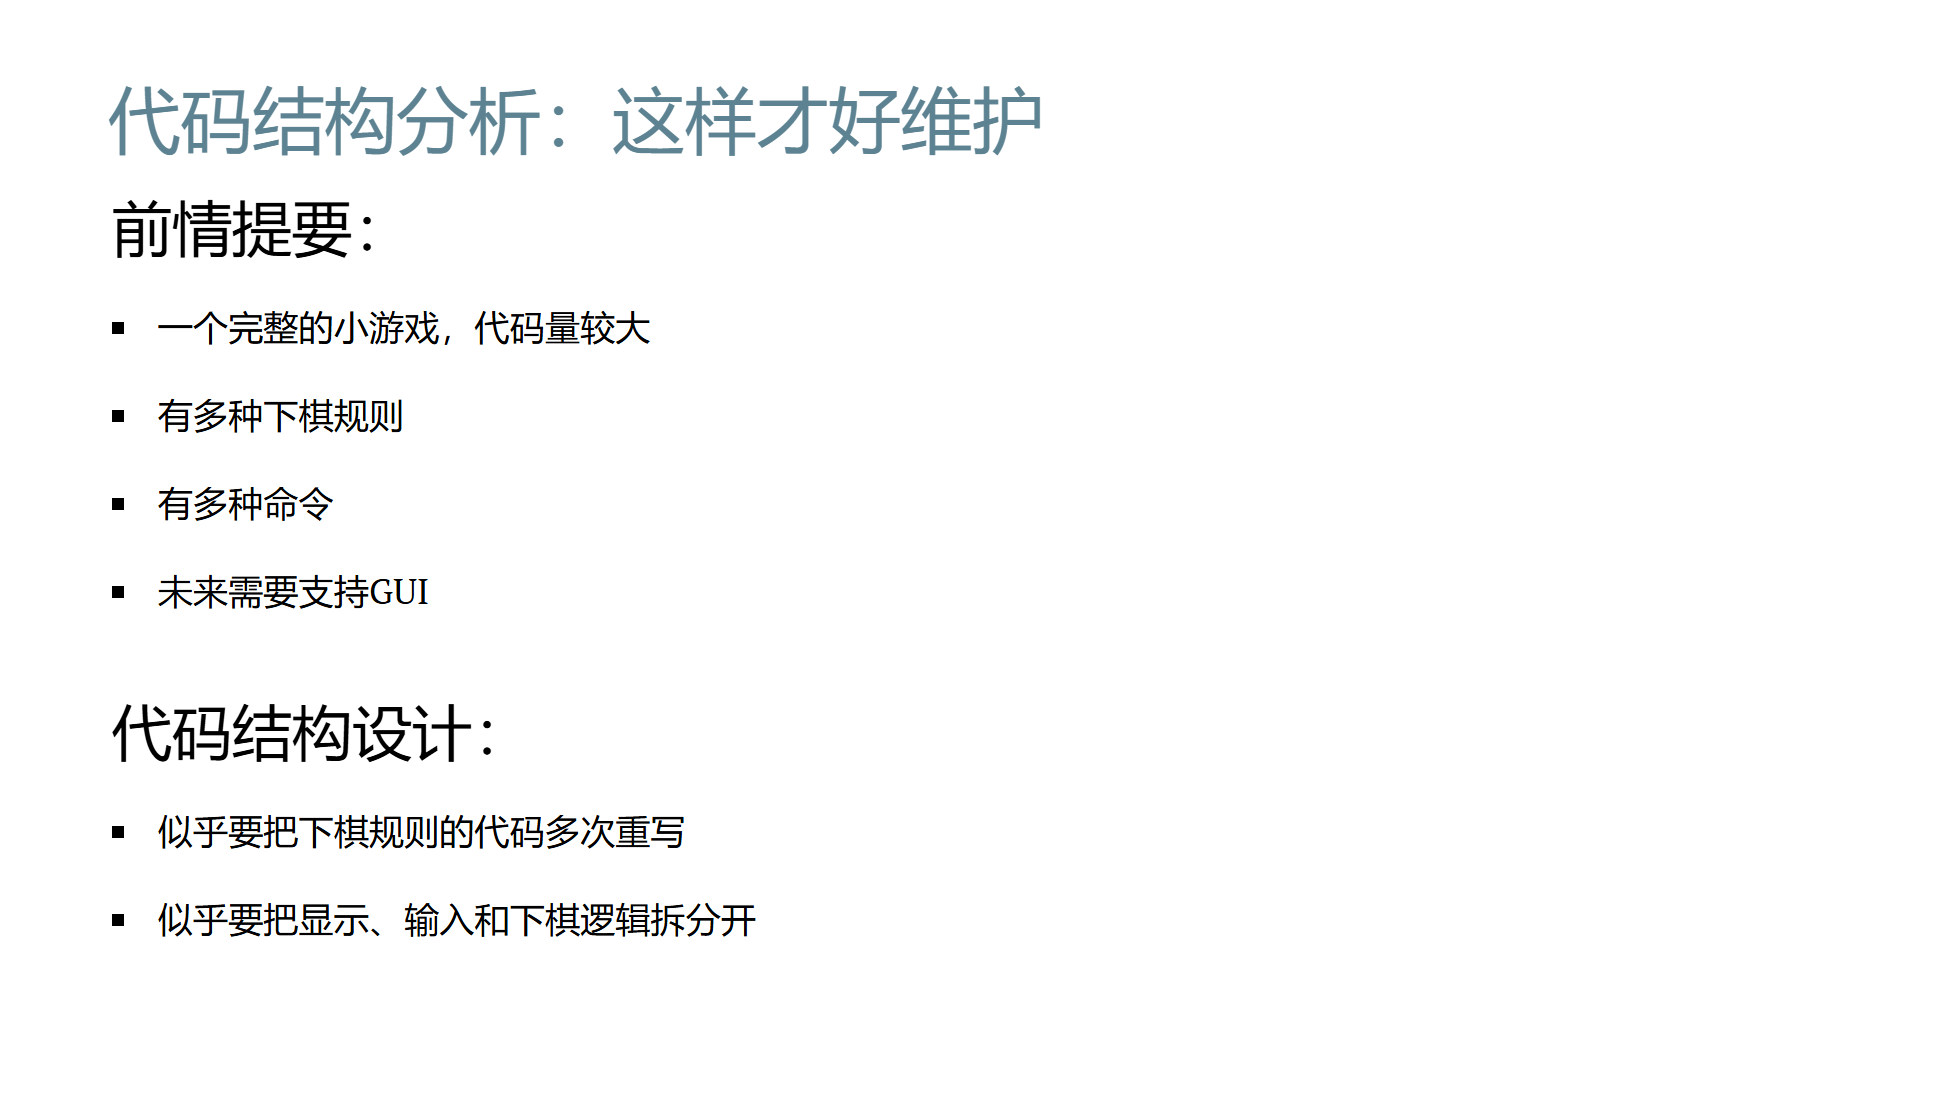 代码结构分析：这样才好维护
前情提要：
▪ 一个完整的小游戏，代码量较大
▪ 有多种下棋规则
▪ 有多种命令
▪ 未来需要支持GUI
代码结构设计：
▪ 似乎要把下棋规则的代码多次重写
▪ 似乎要把显示、输入和下棋逻辑拆分开